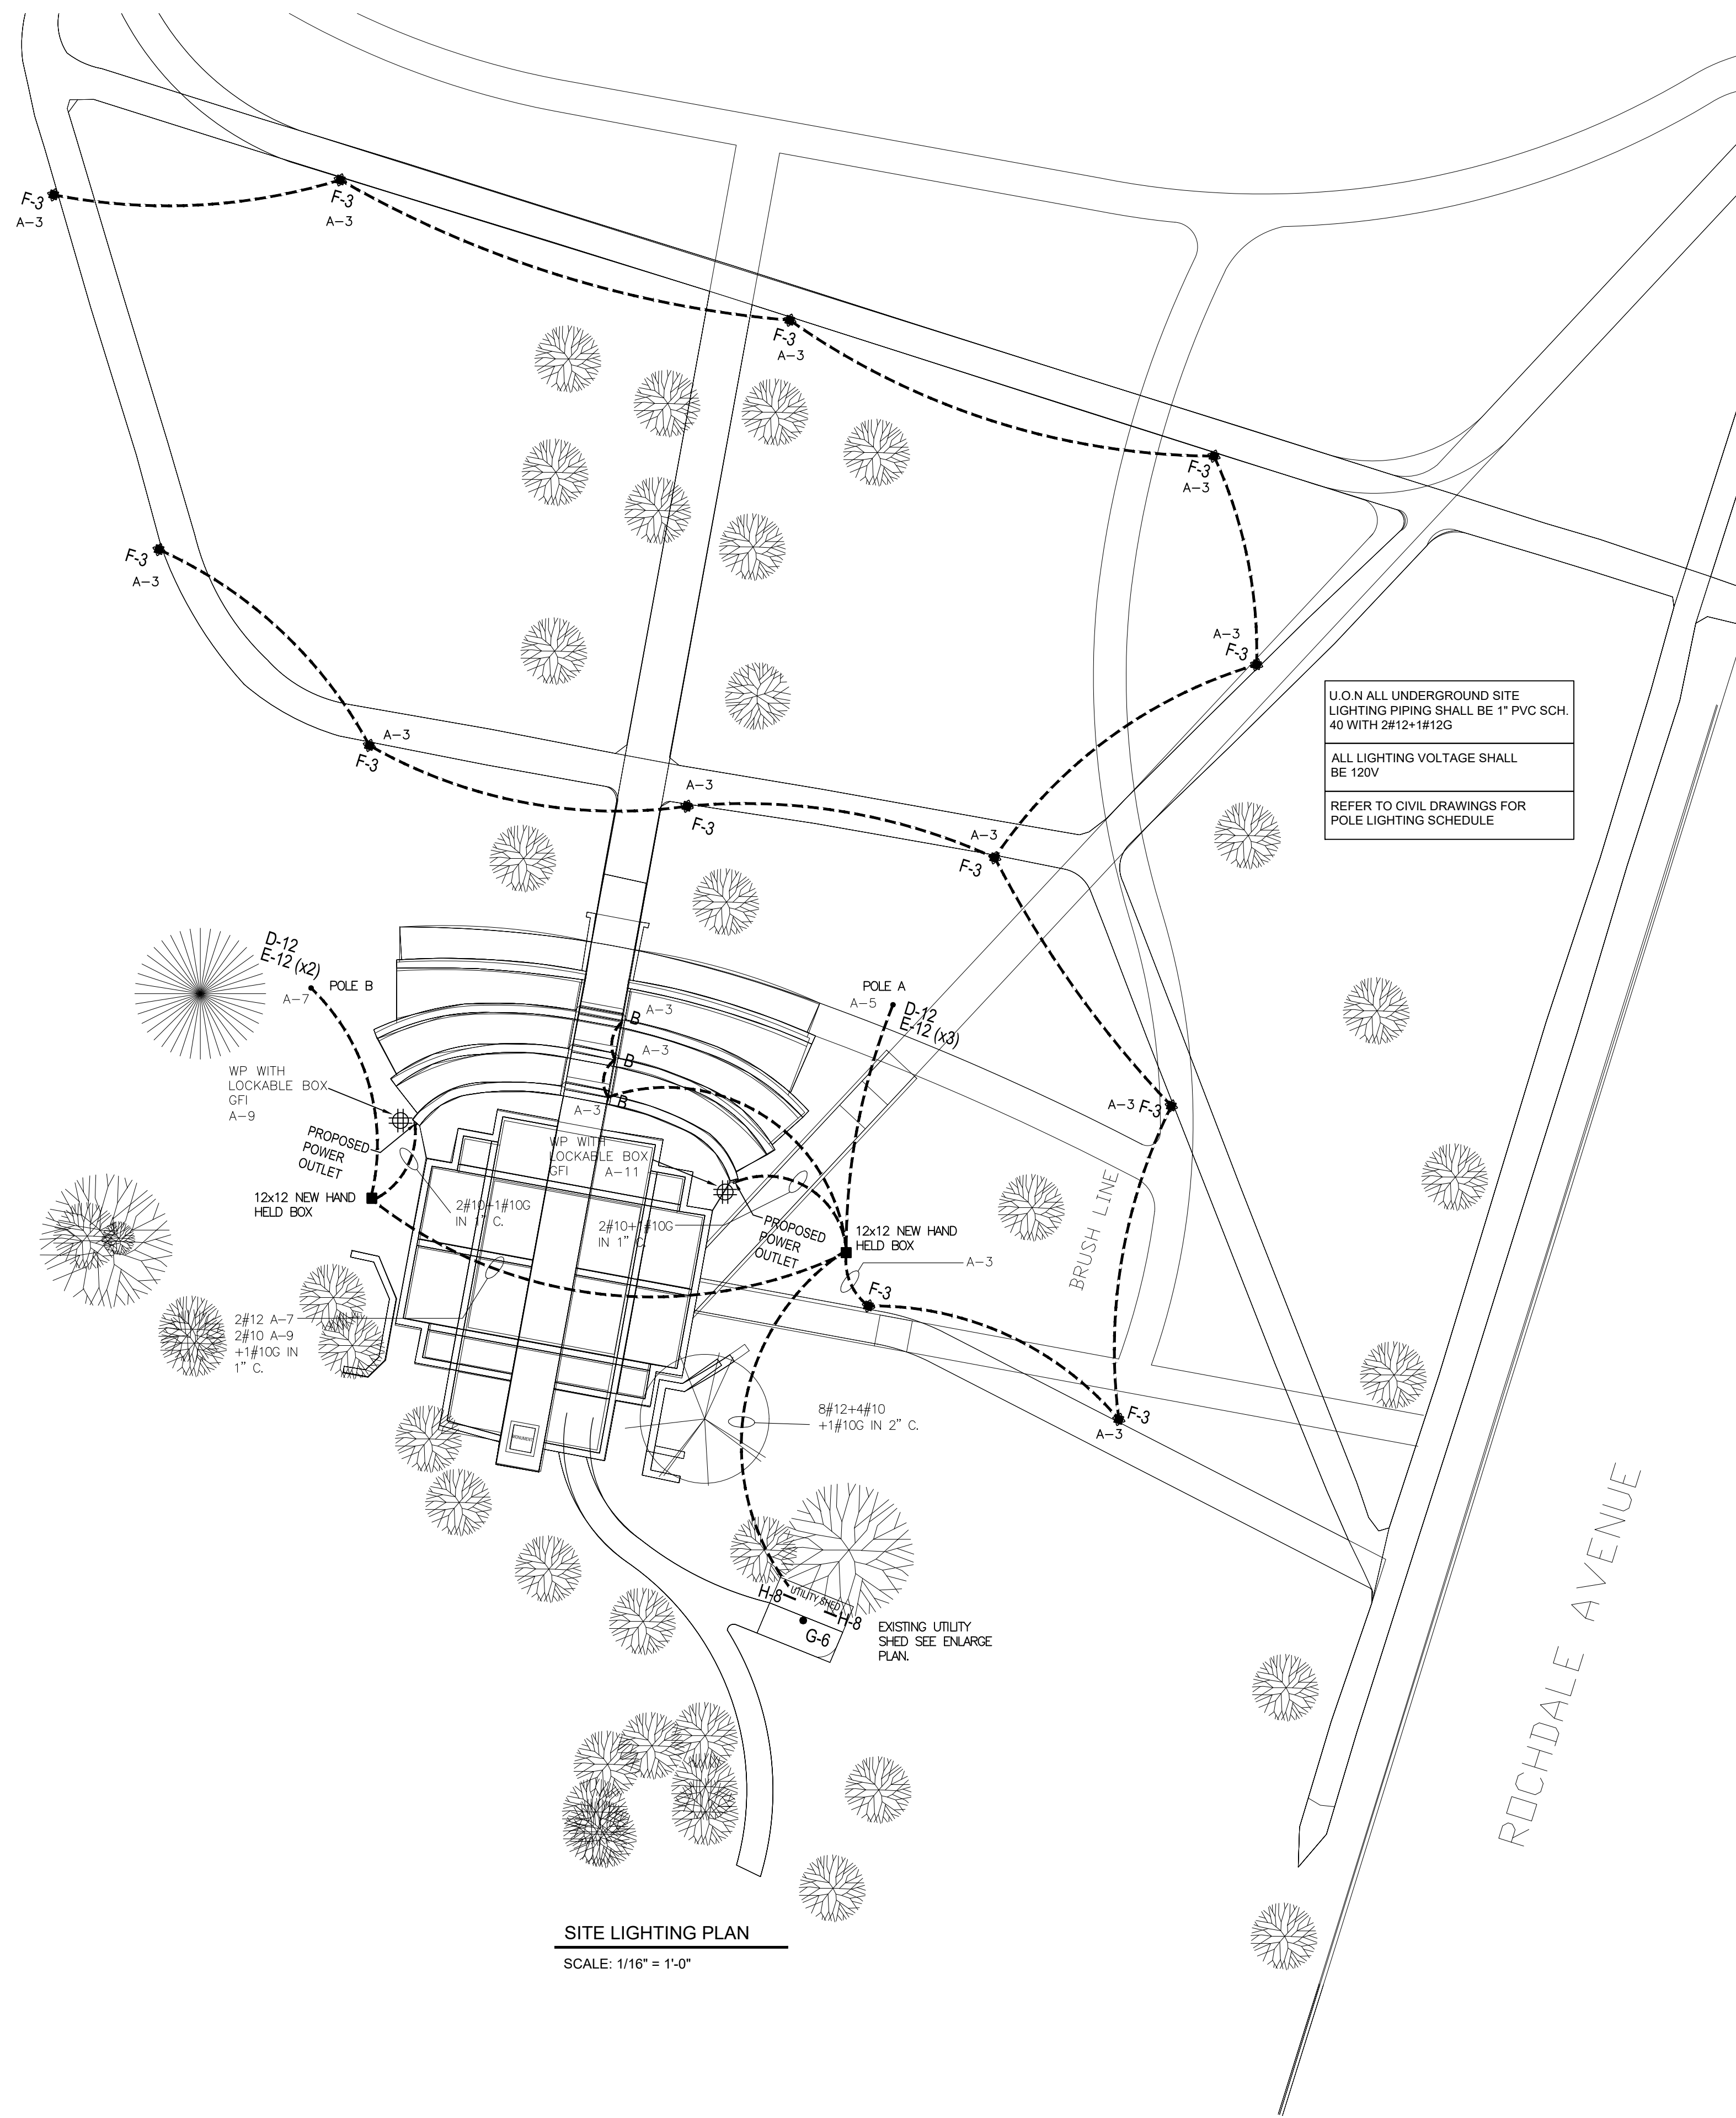 F-3
A-3
F-3
A-3
F-3
A-3
F-3
A-3
F-3
A-3
A-3
F-3
U.O.N ALL UNDERGROUND SITE
LIGHTING PIPING SHALL BE 1" PVC SCH.
40 WITH 2#12+1#12G
ALL LIGHTING VOLTAGE SHALL
BE 120V
REFER TO CIVIL DRAWINGS FOR
POLE LIGHTING SCHEDULE
A-3
F-3
A-3
F-3
A-3
F-3
D-12
E-12 (x2)
POLE B
A-7
POLE A
A-5
D-12
E-12 (x3)
A-3
B
A-3
B
A-3
B
WP WITH
LOCKABLE BOX
GFI
A-9
PROPOSED
POWER
OUTLET
WP WITH
LOCKABLE BOX
GFI A-11
A-3 F-3
12x12 NEW HAND
HELD BOX
2#10+1#10G
IN 1" C.
2#10+1#10G
IN 1" C.
PROPOSED
POWER
OUTLET
12x12 NEW HAND
HELD BOX
A-3
F-3
BRUSH LINE
2#12 A-7
2#10 A-9
+1#10G IN
1" C.
8#12+4#10
+1#10G IN 2" C.
F-3
A-3
MONUMENT
H-8
UTILITY SHED
H-8
G-6
EXISTING UTILITY
SHED SEE ENLARGE
PLAN.
ROCHDALE AVENUE
SITE LIGHTING PLAN
SCALE: 1/16" = 1'-0"